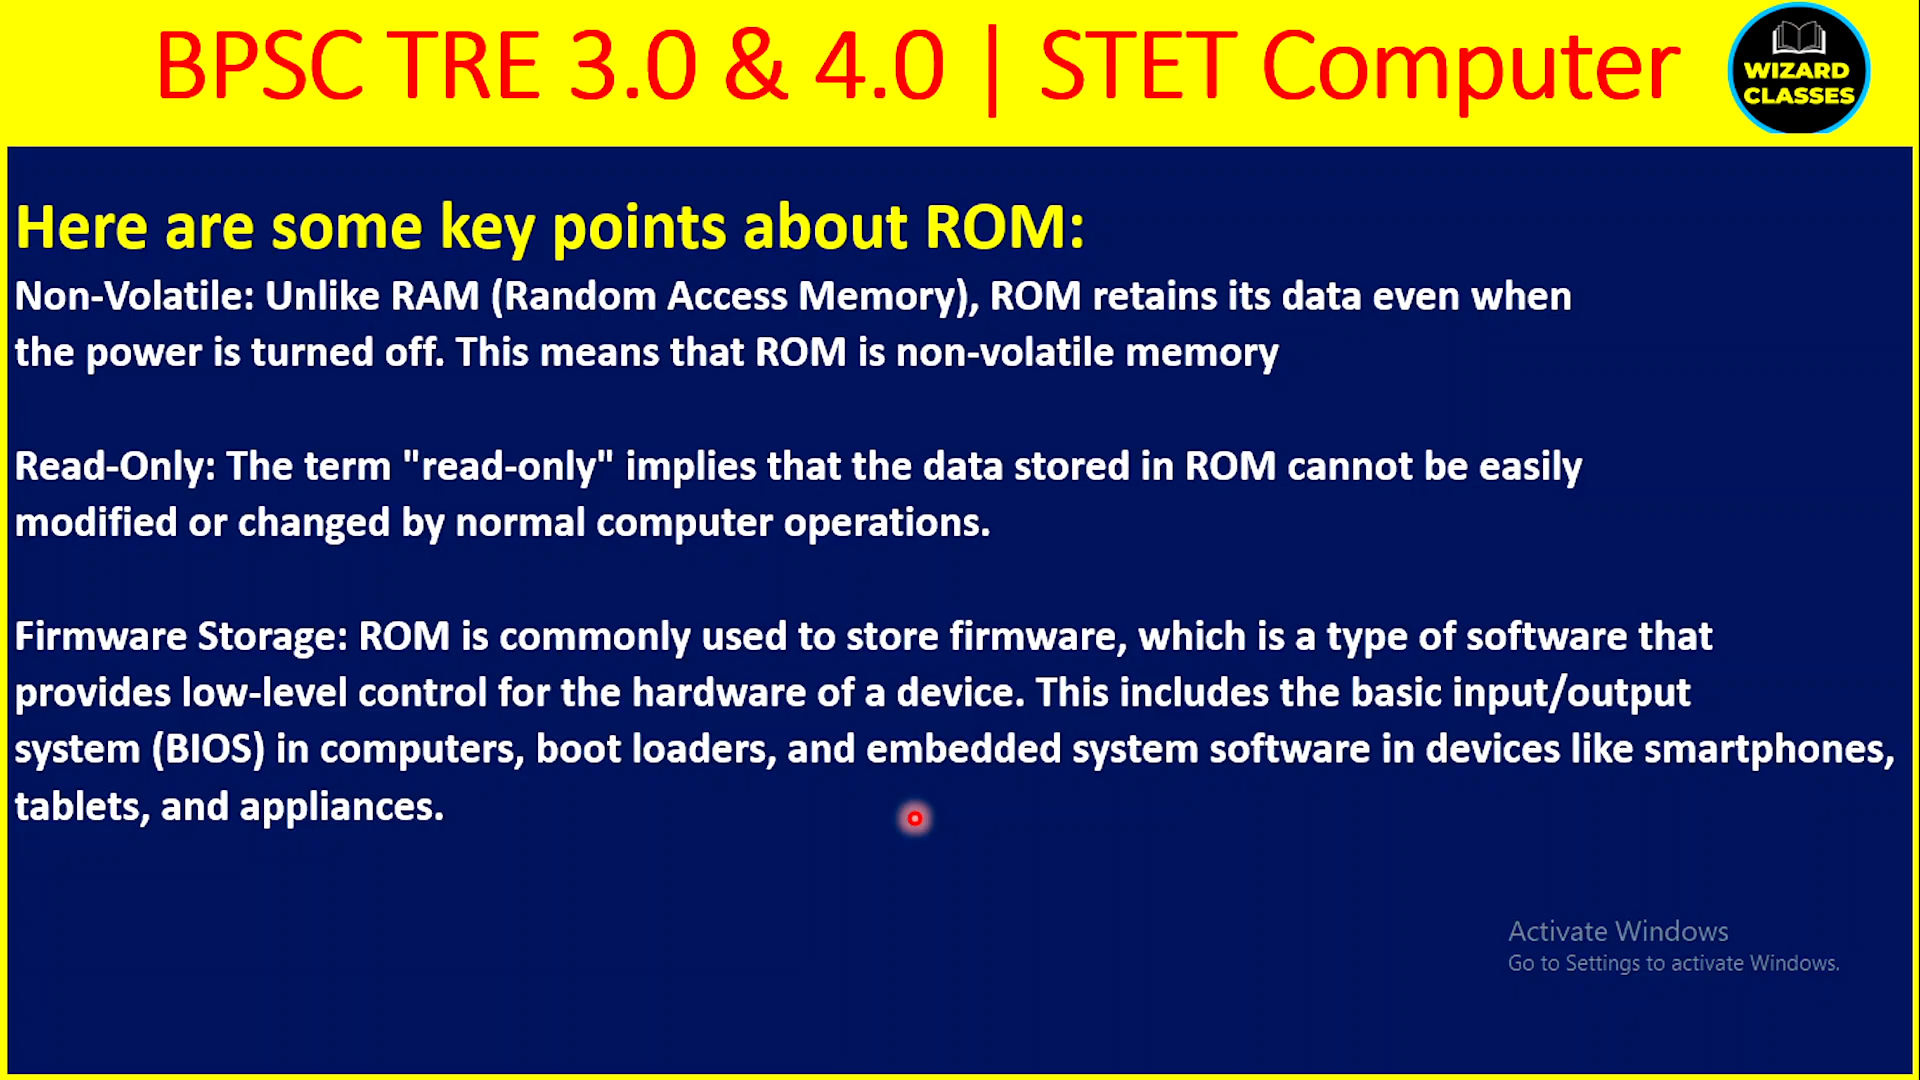 BPSC TRE 3.0 & 4.0 | STET Computer
WIZARD
CLASSES
Here are some key points about ROM:
Non-Volatile: Unlike RAM (Random Access Memory), ROM retains its data even when
the power is turned off. This means that ROM is non-volatile memory
Read-Only: The term "read-only" implies that the data stored in ROM cannot be easily
modified or changed by normal computer operations.
Firmware Storage: ROM is commonly used to store firmware, which is a type of software that
provides low-level control for the hardware of a device. This includes the basic input/output
system (BIOS) in computers, boot loaders, and embedded system software in devices like smartphones,
tablets, and appliances.
Activate Windows
Go to Settings to activate Windows.